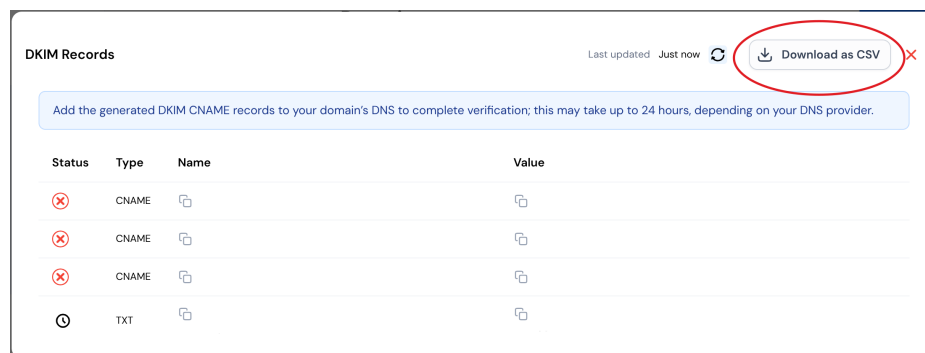 DKIM Records
Last updated Just now
Download as CSV
Add the generated DKIM CNAME records to your domain's DNS to complete verification; this may take up to 24 hours, depending on your DNS provider.
Status Type Name Value
CNAME
CNAME
CNAME
TXT